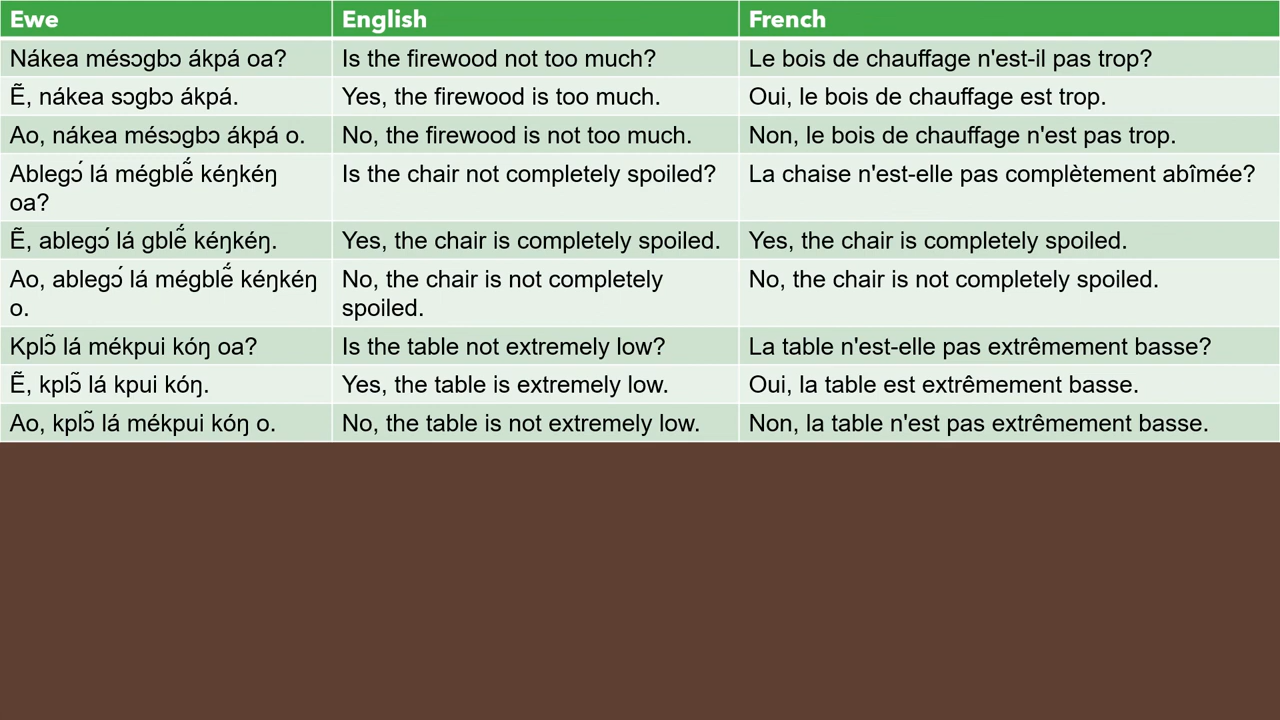 Ewe English French
Nákea mésɔgbɔ ákpá oa? Is the firewood not too much? Le bois de chauffage n'est-il pas trop?
Ẽ, nákea sɔgbɔ ákpá. Yes, the firewood is too much. Oui, le bois de chauffage est trop.
Ao, nákea mésɔgbɔ ákpá o. No, the firewood is not too much. Non, le bois de chauffage n'est pas trop.
Ablegɔ́ lá mégblẽ́ kéŋkéŋ Is the chair not completely spoiled? La chaise n'est-elle pas complètement abîmée?
oa?
Ẽ, ablegɔ́ lá gblẽ́ kéŋkéŋ. Yes, the chair is completely spoiled. Yes, the chair is completely spoiled.
Ao, ablegɔ́ lá mégblẽ́ kéŋkéŋ No, the chair is not completely No, the chair is not completely spoiled.
o. spoiled.
Kplɔ̃ lá mékpui kóŋ oa? Is the table not extremely low? La table n'est-elle pas extrêmement basse?
Ẽ, kplɔ̃ lá kpui kóŋ. Yes, the table is extremely low. Oui, la table est extrêmement basse.
Ao, kplɔ̃ lá mékpui kóŋ o. No, the table is not extremely low. Non, la table n'est pas extrêmement basse.